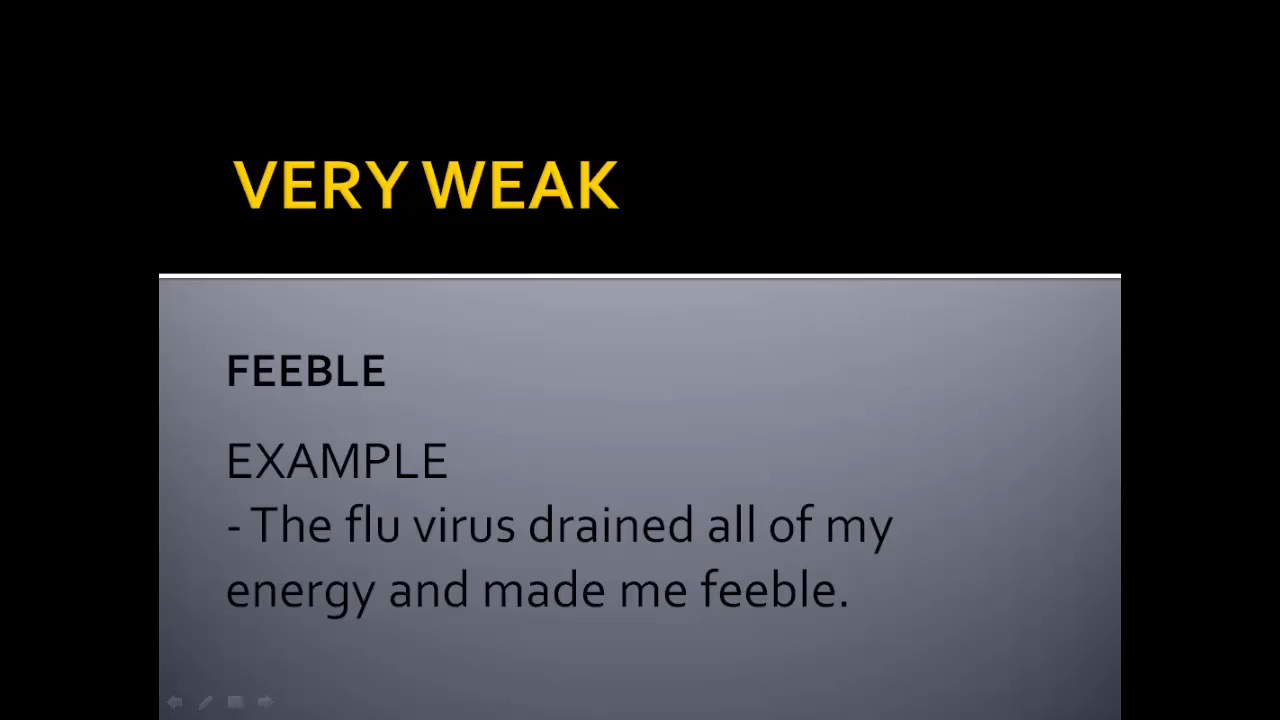 VERY WEAK
FEEBLE
EXAMPLE
- The flu virus drained all of my
energy and made me feeble.